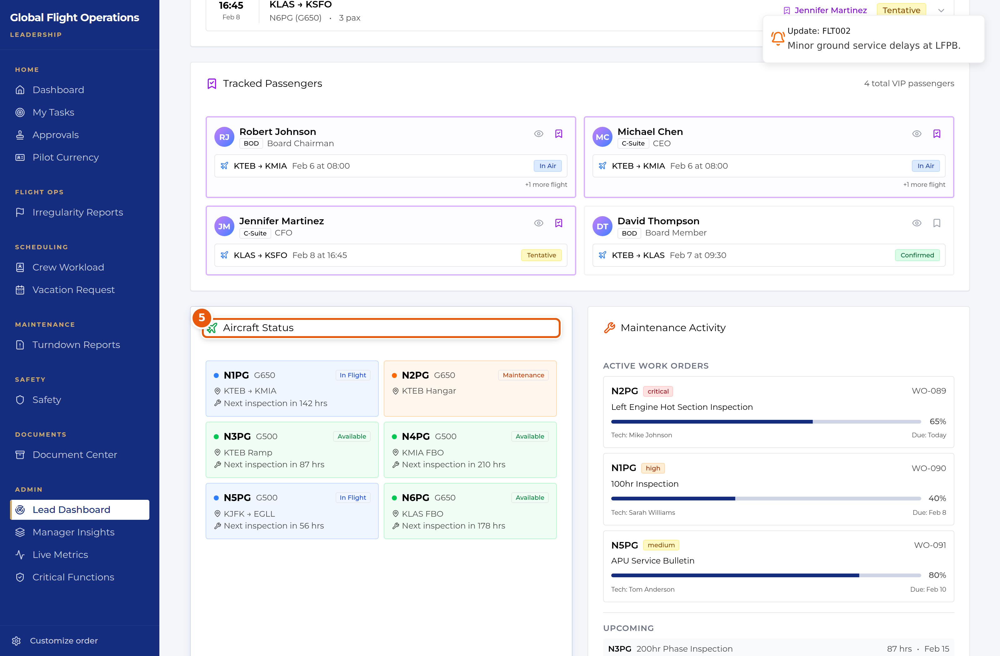 Global Flight Operations
LEADERSHIP
HOME
Dashboard
My Tasks
Approvals
Pilot Currency
FLIGHT OPS
Irregularity Reports
SCHEDULING
Crew Workload
Vacation Request
MAINTENANCE
Turndown Reports
SAFETY
Safety
DOCUMENTS
Document Center
ADMIN
Lead Dashboard
Manager Insights
Live Metrics
Critical Functions
Customize order
16:45
Feb 8
KLAS → KSFO
N6PG (G650) • 3 pax
Jennifer Martinez
Tentative
Update: FLT002
Minor ground service delays at LFPB.
Tracked Passengers
4 total VIP passengers
RJ
Robert Johnson
BOD Board Chairman
KTEB → KMIA Feb 6 at 08:00 In Air
+1 more flight
MC
Michael Chen
C-Suite CEO
KTEB → KMIA Feb 6 at 08:00 In Air
+1 more flight
JM
Jennifer Martinez
C-Suite CFO
KLAS → KSFO Feb 8 at 16:45 Tentative
DT
David Thompson
BOD Board Member
KTEB → KLAS Feb 7 at 09:30 Confirmed
5
Aircraft Status
N1PG G650 In Flight
KTEB → KMIA
Next inspection in 142 hrs
N2PG G650 Maintenance
KTEB Hangar
N3PG G500 Available
KTEB Ramp
Next inspection in 87 hrs
N4PG G500 Available
KMIA FBO
Next inspection in 210 hrs
N5PG G500 In Flight
KJFK → EGLL
Next inspection in 56 hrs
N6PG G650 Available
KLAS FBO
Next inspection in 178 hrs
Maintenance Activity
ACTIVE WORK ORDERS
N2PG critical WO-089
Left Engine Hot Section Inspection
65%
Tech: Mike Johnson Due: Today
N1PG high WO-090
100hr Inspection
40%
Tech: Sarah Williams Due: Feb 8
N5PG medium WO-091
APU Service Bulletin
80%
Tech: Tom Anderson Due: Feb 10
UPCOMING
N3PG 200hr Phase Inspection 87 hrs • Feb 15